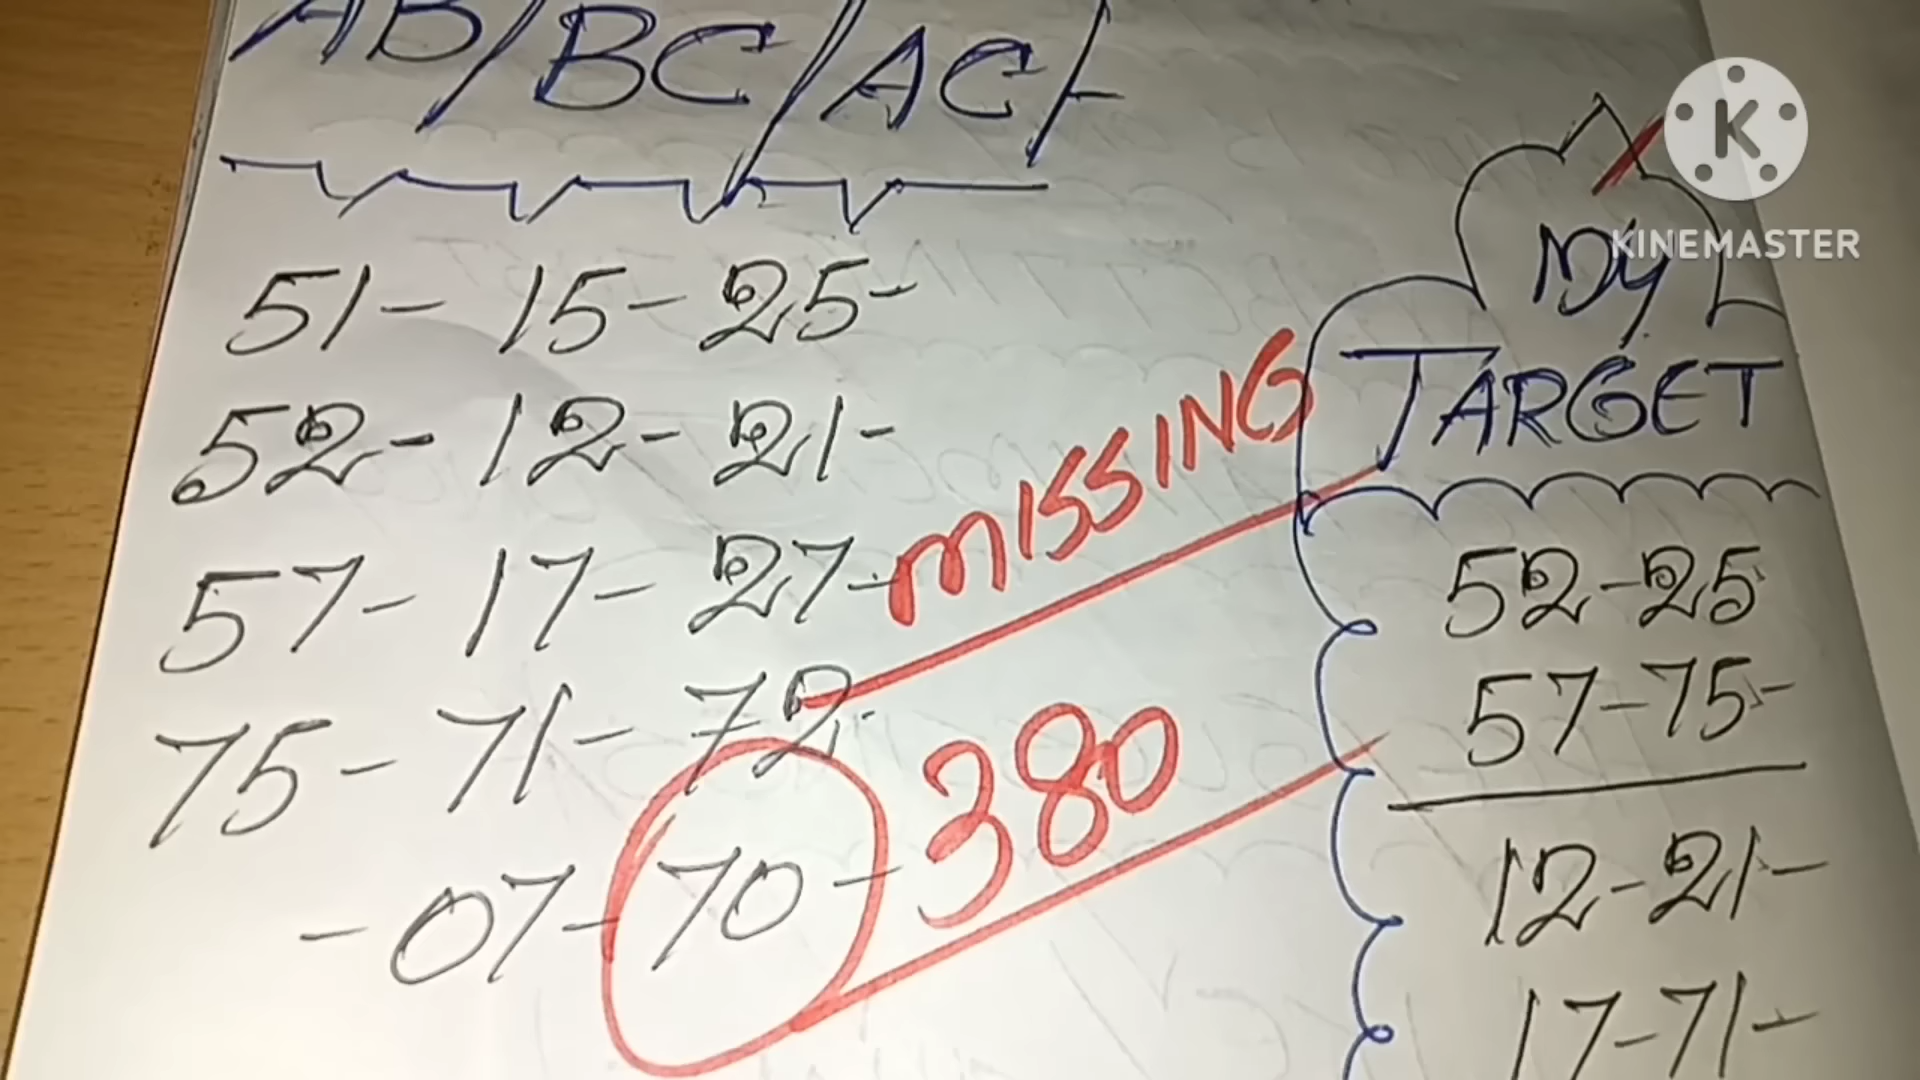 AB/BC/AC/-
51- 15- 25-
52- 12- 21-
57- 17- 27-
75- 71- 72-
-07-70-
MISSING
380
My
TARGET
52-25
57-75-
12-21-
17-71-
K
KINEMASTER